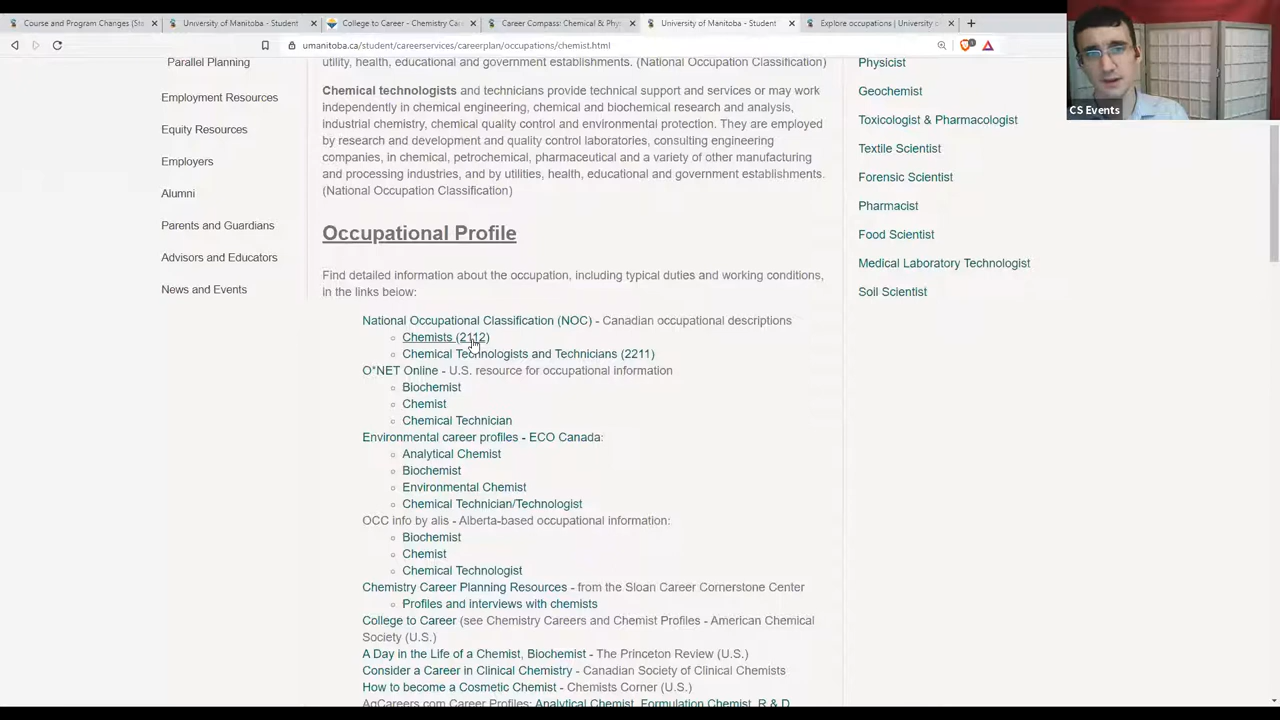 Course and Program Changes (Ste
University of Manitoba - Student
College to Career - Chemistry Car
Career Compass: Chemical & Phys
University of Manitoba - Student
Explore occupations | University of
umanitoba.ca/student/careerservices/careerplan/occupations/chemist.html
CS Events
Parallel Planning
Employment Resources
Equity Resources
Employers
Alumni
Parents and Guardians
Advisors and Educators
News and Events
utility, health, educational and government establishments. (National Occupation Classification)
Chemical technologists and technicians provide technical support and services or may work
independently in chemical engineering, chemical and biochemical research and analysis,
industrialchemistry, chemical quality control and environmental protection. They are employed
by research and development and quality control laboratories, consulting engineering
companies, in chemical, petrochemical, pharmaceutical and a variety of other manufacturing
and processing industries, and by utilities, health, educational and government establishments.
(National Occupation Classification)
Occupational Profile
Find detailed information about the occupation, including typical duties and working conditions,
in the links below:
National Occupational Classification (NOC) - Canadian occupational descriptions
Chemists (2112)
Chemical Technologists and Technicians (2211)
O*NET Online - U.S. resource for occupational information
Biochemist
Chemist
Chemical Technician
Environmental career profiles - ECO Canada:
Analytical Chemist
Biochemist
Environmental Chemist
Chemical Technician/Technologist
OCC info by alis - Alberta-based occupational information:
Biochemist
Chemist
Chemical Technologist
Chemistry Career Planning Resources - from the Sloan Career Cornerstone Center
Profiles and interviews with chemists
College to Career (see Chemistry Careers and Chemist Profiles - American Chemical
Society (U.S.)
A Day in the Life of a Chemist, Biochemist - The Princeton Review (U.S.)
Consider a Career in Clinical Chemistry - Canadian Society of Clinical Chemists
How to become a Cosmetic Chemist - Chemists Corner (U.S.)
AgCareers.com Career Profiles: Analytical Chemist, Formulation Chemist, R & D
Physicist
Geochemist
Toxicologist & Pharmacologist
Textile Scientist
Forensic Scientist
Pharmacist
Food Scientist
Medical Laboratory Technologist
Soil Scientist